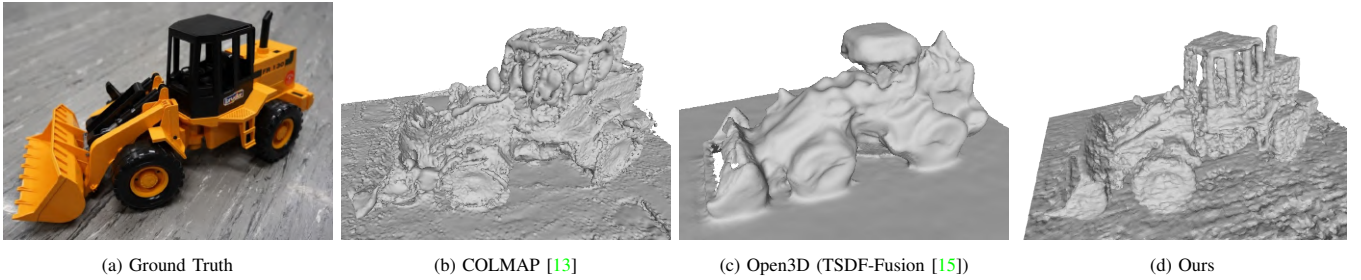 (a) Ground Truth
(b) COLMAP [13]
(c) Open3D (TSDF-Fusion [15])
(d) Ours